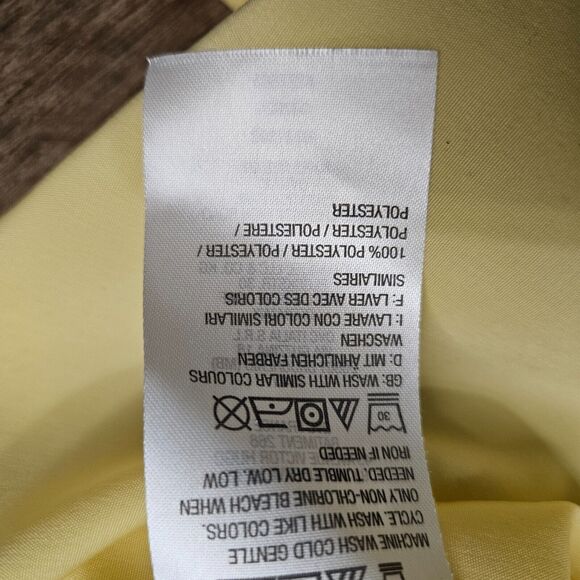 MACHINE WASH COLD GENTLE
CYCLE. WASH WITH LIKE COLORS.
ONLY NON-CHLORINE BLEACH WHEN
NEEDED. TUMBLE DRY LOW. LOW
IRON IF NEEDED
30
GB: WASH WITH SIMILAR COLOURS
D: MIT ÄHNLICHEN FARBEN
WASCHEN
I: LAVARE CON COLORI SIMILARI
F: LAVER AVEC DES COLORIS
SIMILAIRES
100% POLYESTER / POLYESTER /
POLYESTER / POLIESTERE /
POLYESTER